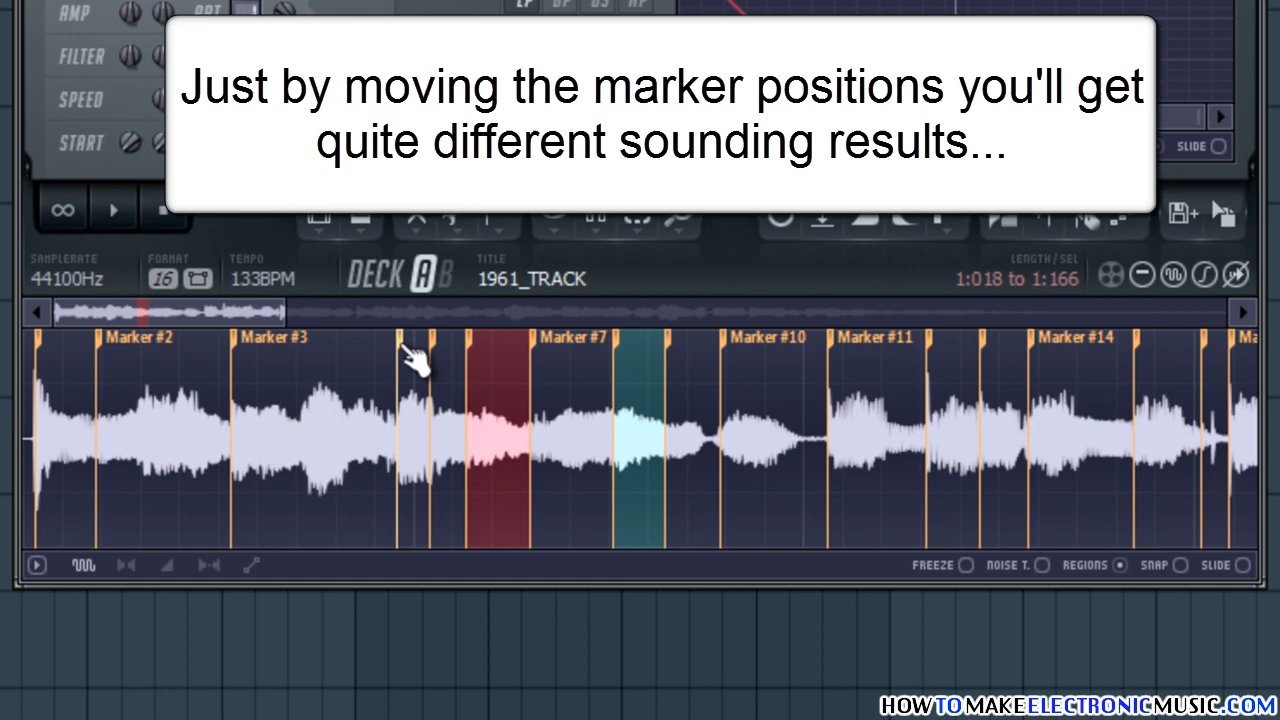 AMP
FILTER
SPEED
START
Just by moving the marker positions you'll get
quite different sounding results...
SLIDE
SAMPLERATE
44100Hz
FORMAT
16
TEMPO
133BPM
DECK A B
TITLE
1961_TRACK
LENGTH/SEL
1:018 to 1:166
Marker #2
Marker #3
Marker #7
Marker #10
Marker #11
Marker #14
Ma
FREEZE
NOISE T.
REGIONS
SNAP
SLIDE
HOWTOMAKEELECTRONICMUSIC.COM